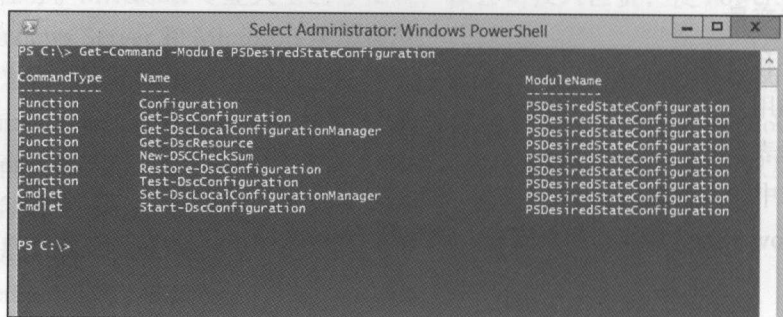 Select Administrator: Windows PowerShell
PS C:\> Get-Command -Module PSDesiredStateConfiguration
CommandType Name ModuleName
----------- ---- ----------
Function Configuration PSDesiredStateConfiguration
Function Get-DscConfiguration PSDesiredStateConfiguration
Function Get-DscLocalConfigurationManager PSDesiredStateConfiguration
Function Get-DscResource PSDesiredStateConfiguration
Function New-DSCCheckSum PSDesiredStateConfiguration
Function Restore-DscConfiguration PSDesiredStateConfiguration
Function Test-DscConfiguration PSDesiredStateConfiguration
Cmdlet Set-DscLocalConfigurationManager PSDesiredStateConfiguration
Cmdlet Start-DscConfiguration PSDesiredStateConfiguration
PS C:\>